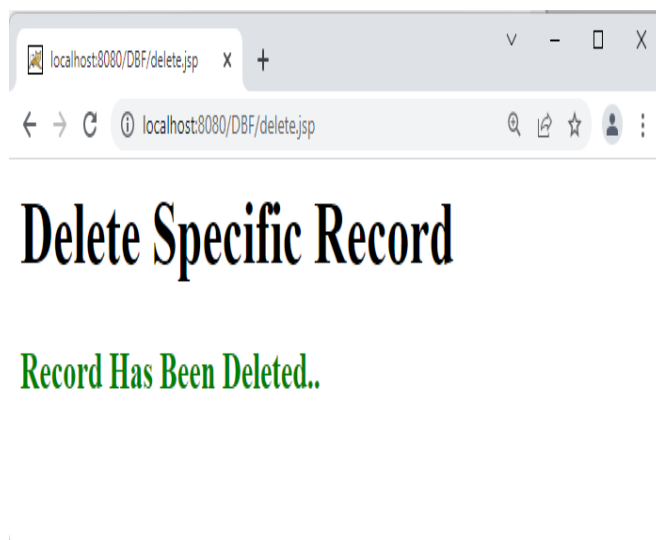 localhost:8080/DBF/delete.jsp
localhost:8080/DBF/delete.jsp
Delete Specific Record
Record Has Been Deleted..